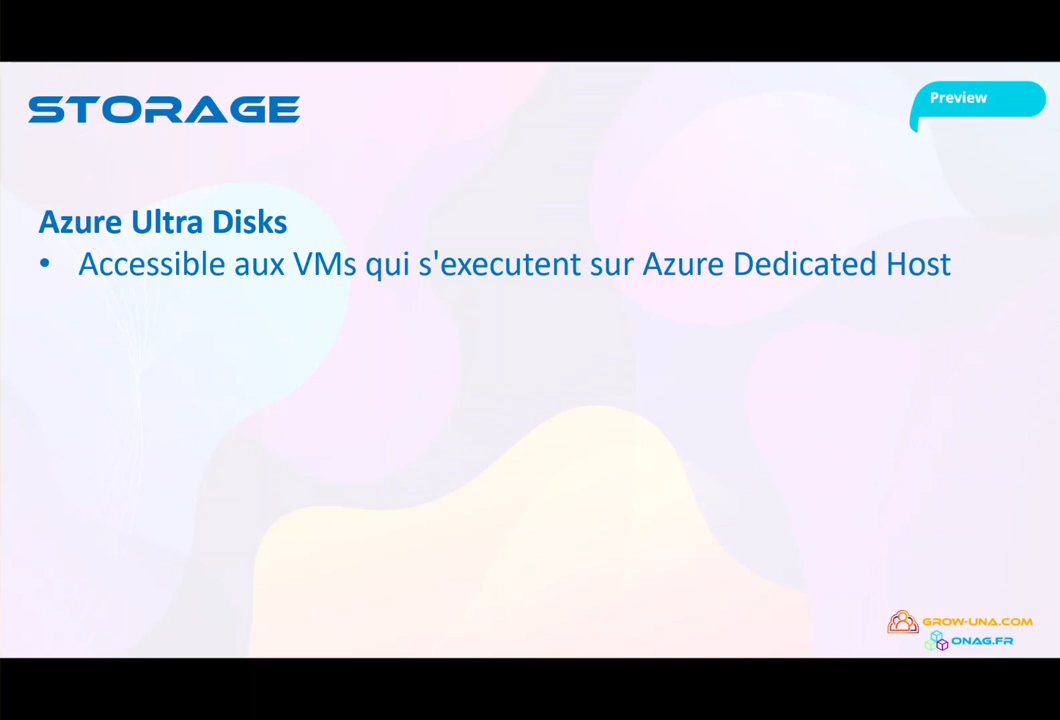 STORAGE
Preview
Azure Ultra Disks
• Accessible aux VMs qui s'executent sur Azure Dedicated Host
GROW-UNA.COM
ONAG.FR